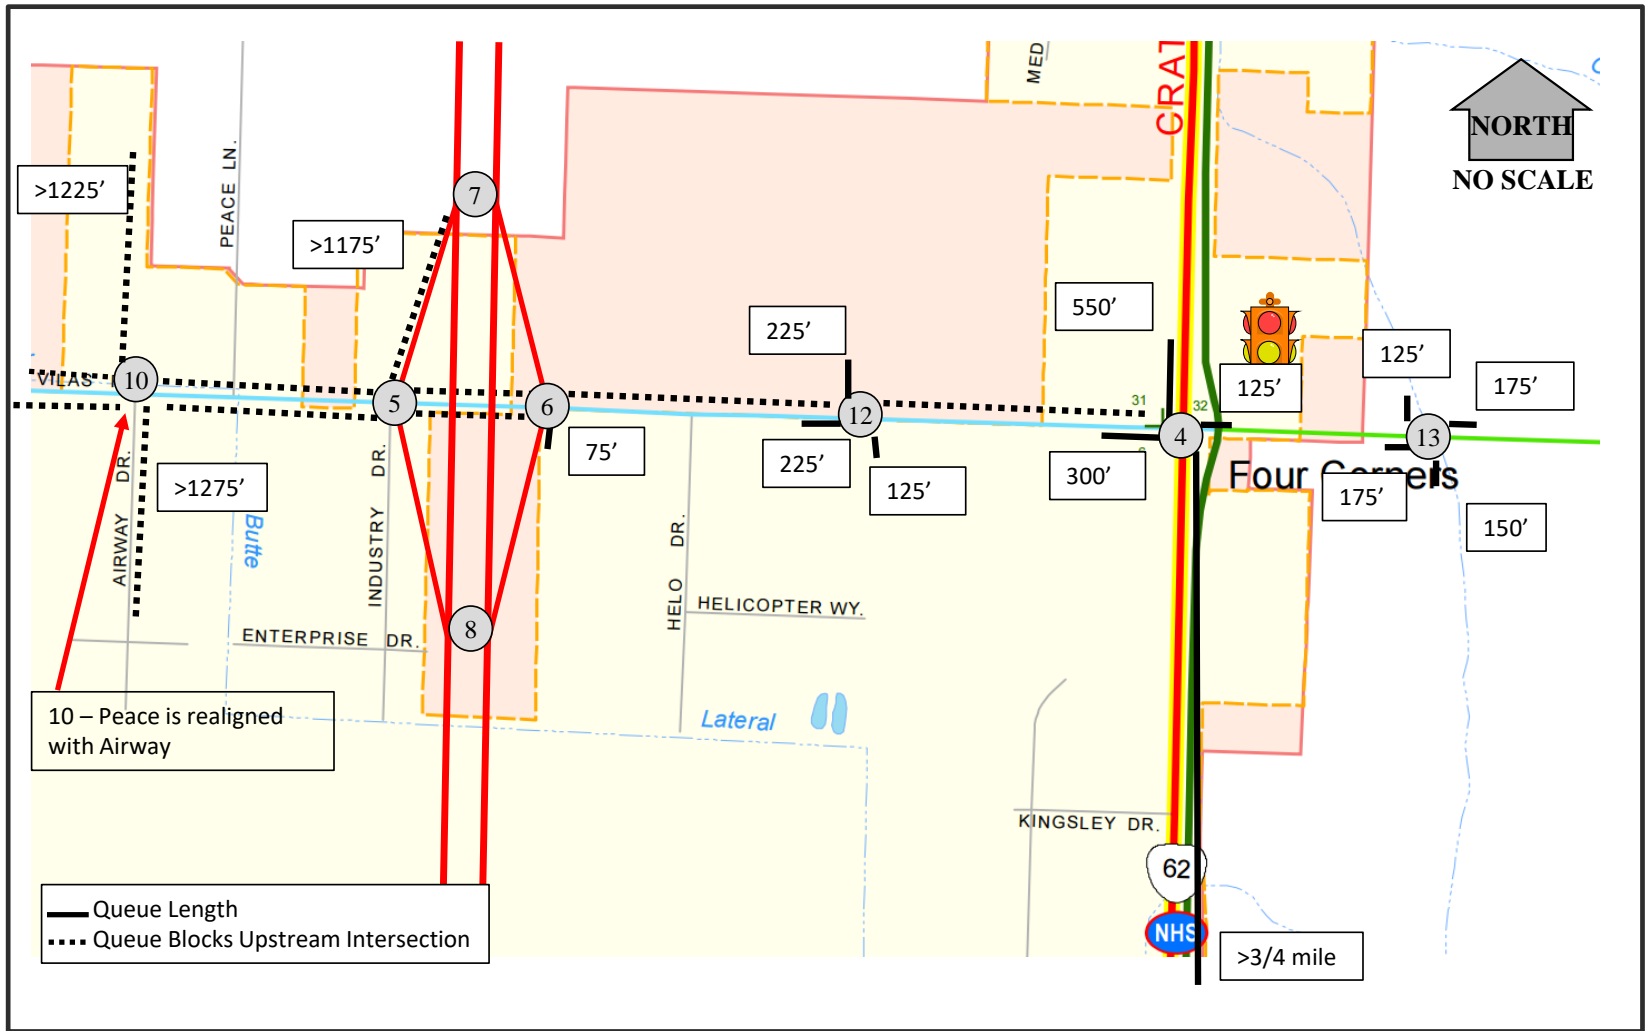 MED
CRAT
NORTH
NO SCALE
PEACE LN.
>1225’
7
>1175’
550’
225’
125’
125’
175’
VILAS
10
5
6
12
31
32
4
13
75’
225’
125’
300’
Four Corners
175’
150’
>1275’
AIRWAY DR.
Butte
INDUSTRY DR.
HELO DR.
HELICOPTER WY.
8
ENTERPRISE DR.
10 – Peace is realigned
with Airway
Lateral
KINGSLEY DR.
62
NHS
>3/4 mile
Queue Length
Queue Blocks Upstream Intersection